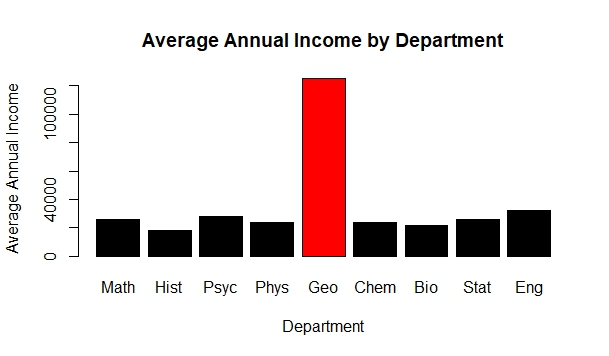 Average Annual Income by Department
Average Annual Income
100000
40000
0
Math Hist Psyc Phys Geo Chem Bio Stat Eng
Department